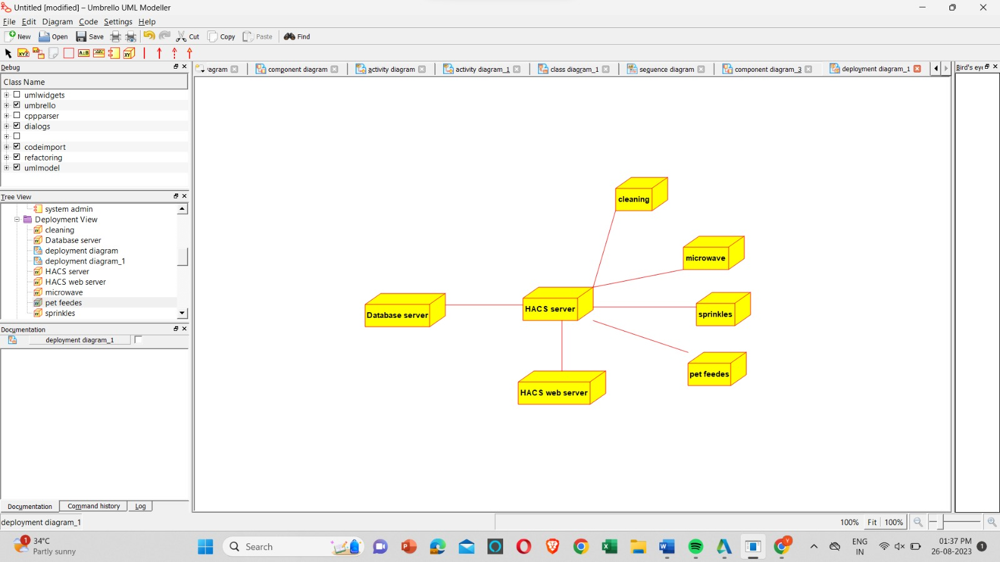 Untitled [modified] – Umbrello UML Modeller
File Edit Diagram Code Settings Help
New Open Save Cut Copy Paste Find
Debug
Class Name
umlwidgets
umbrello
cppparser
dialogs
codeimport
refactoring
umlmodel
Tree View
system admin
Deployment View
cleaning
Database server
deployment diagram
deployment diagram_1
HACS server
HACS web server
microwave
pet feedes
sprinkles
Documentation
deployment diagram_1
Documentation Command history Log
deployment diagram_1
agram component diagram activity diagram activity diagram_1 class diagram_1 sequence diagram component diagram_3 deployment diagram_1
Bird's eye
cleaning
microwave
HACS server
sprinkles
Database server
pet feedes
HACS web server
100% Fit 100%
1
34°C
Partly sunny
Search
ENG
IN
01:37 PM
26-08-2023
1